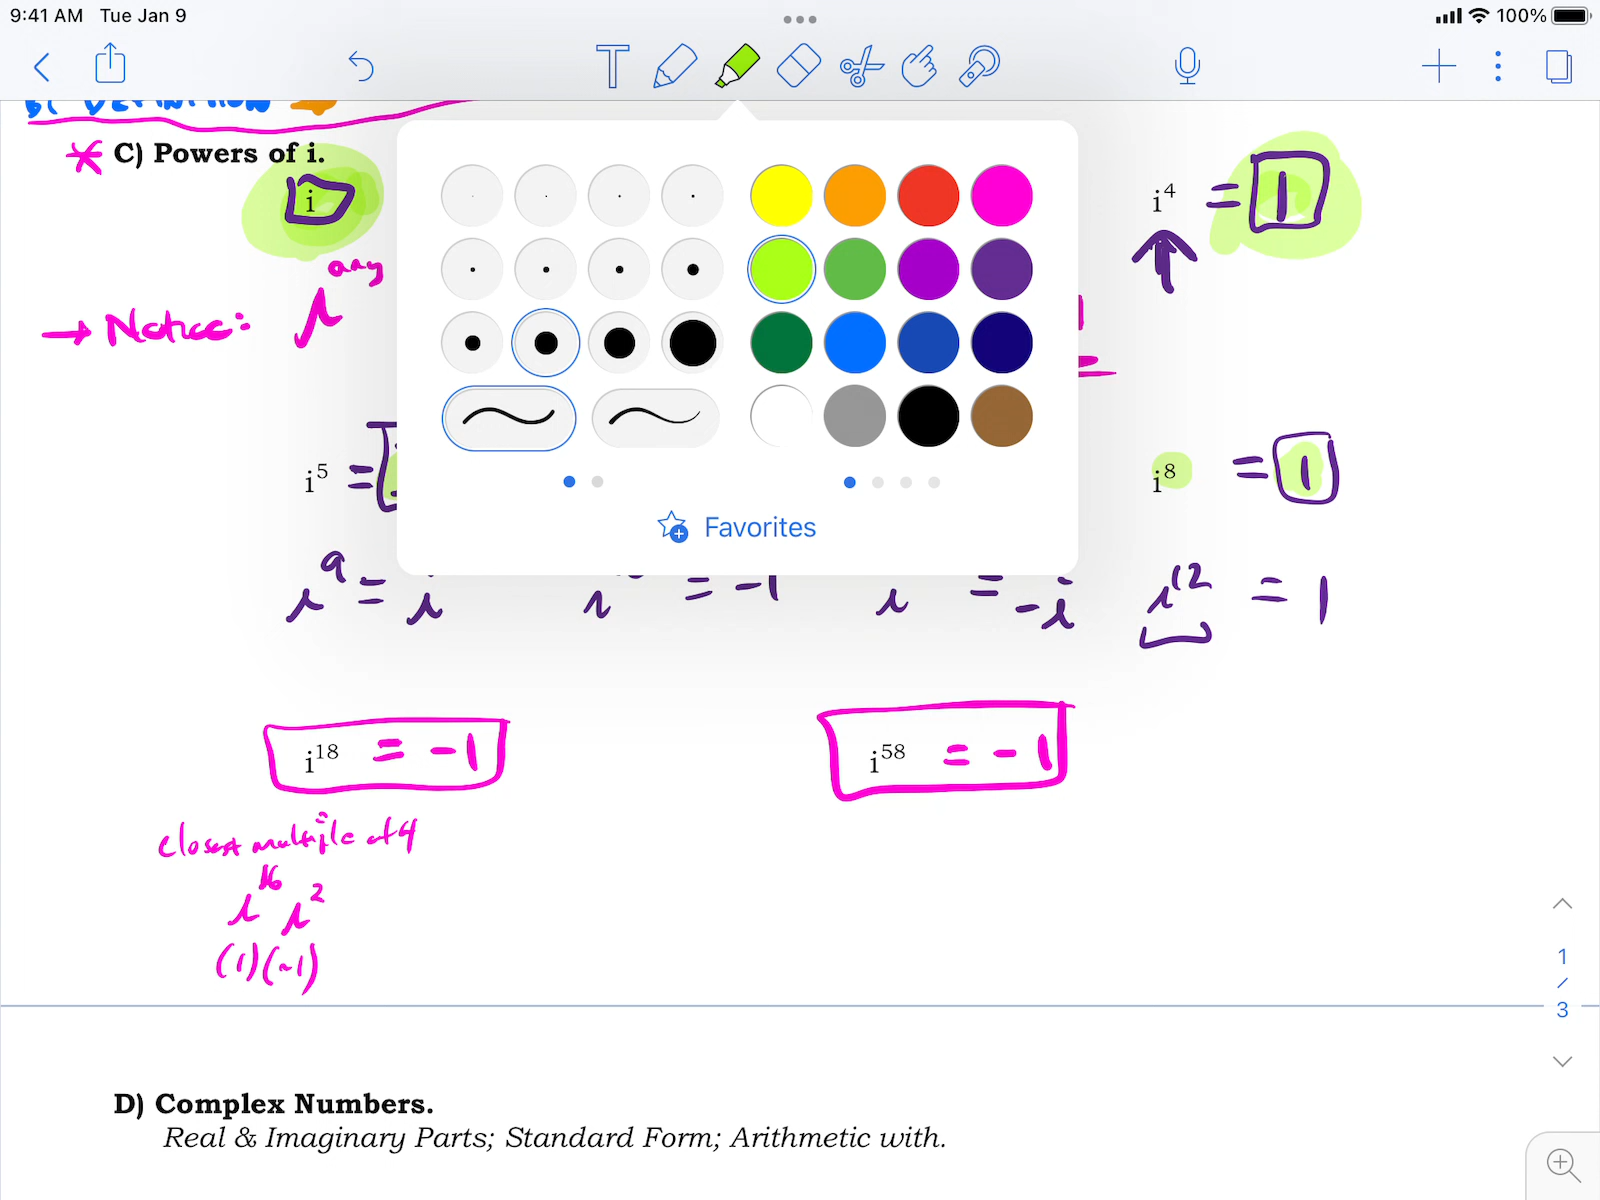 9:41 AM Tue Jan 9 100%
C) Powers of i.
i i⁴ = 1
→ Notice: i^any
i⁵ = i⁸ = 1
i⁹ = i = -1 i = -i i¹² = 1
i¹⁸ = -1 i⁵⁸ = -1
closest multiple of 4
i¹⁶ i²
(1)(-1)
1
/
3
D) Complex Numbers.
Real & Imaginary Parts; Standard Form; Arithmetic with.
Favorites